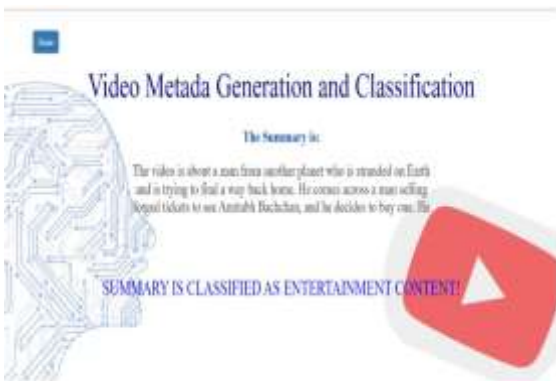 Video Metada Generation and Classification
The Summary is:
The video is about a man from another planet who is stranded on Earth
and is trying to find a way back home. He comes across a man selling
forged tickets to see Amitabh Bachchan, and he decides to buy one. He
SUMMARY IS CLASSIFIED AS ENTERTAINMENT CONTENT!